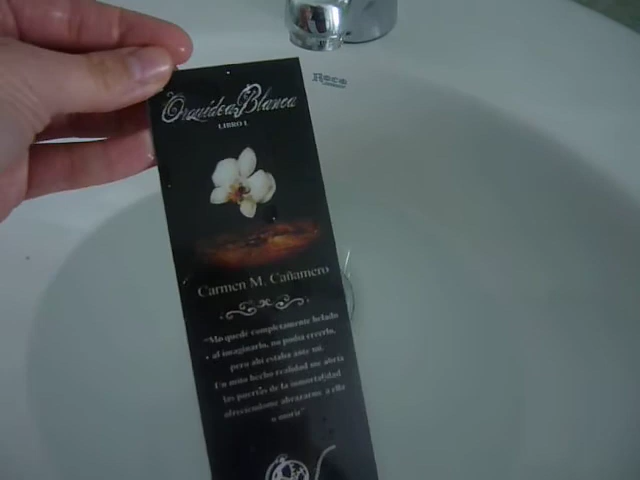 Orquídea Blanca
LIBRO I.
Roca
Carmen M. Cañamero
"Me quedé completamente helado
al imaginarlo, no podía creerlo,
pero ahí estaba ante mí.
Un mito hecho realidad me abría
las puertas de la inmortalidad
ofreciéndome abrazarme a ella
o morir"